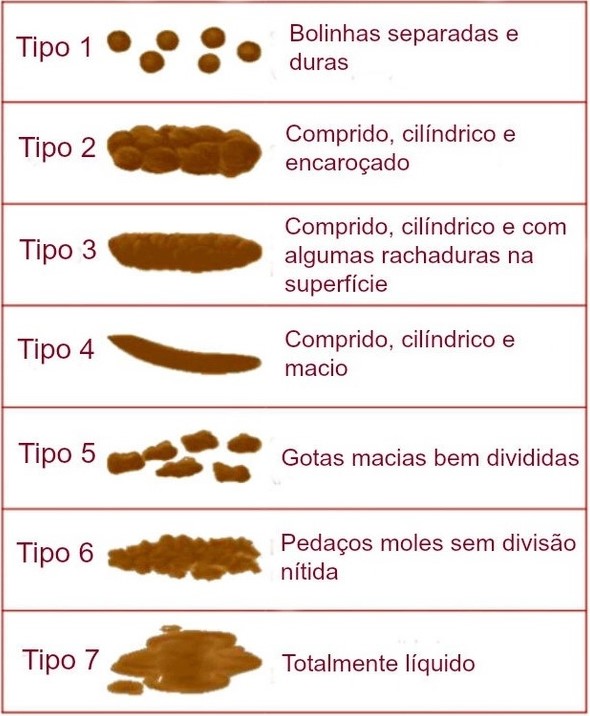 Tipo 1
Bolinhas separadas e
duras
Tipo 2
Comprido, cilíndrico e
encaroçado
Tipo 3
Comprido, cilíndrico e com
algumas rachaduras na
superfície
Tipo 4
Comprido, cilíndrico e
macio
Tipo 5
Gotas macias bem divididas
Tipo 6
Pedaços moles sem divisão
nítida
Tipo 7
Totalmente líquido